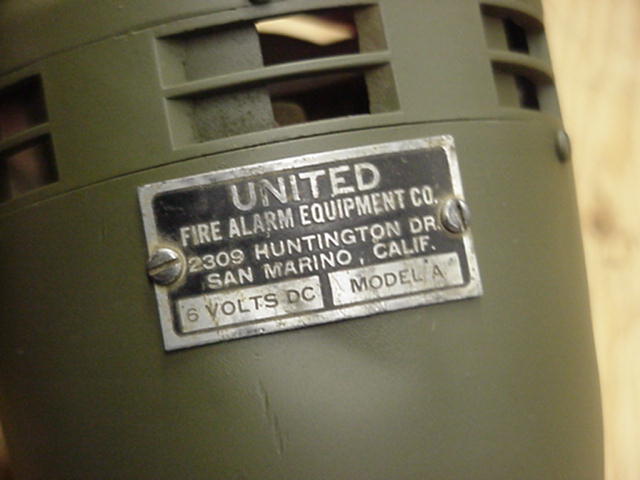 UNITED
FIRE ALARM EQUIPMENT CO.
2309 HUNTINGTON DR.
SAN MARINO, CALIF.
6 VOLTS DC MODEL A